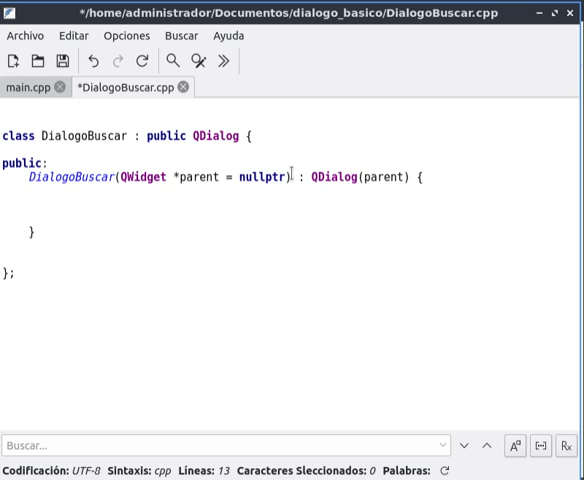 */home/administrador/Documentos/dialogo_basico/DialogoBuscar.cpp
Archivo Editar Opciones Buscar Ayuda
main.cpp *DialogoBuscar.cpp
class DialogoBuscar : public QDialog {
public:
DialogoBuscar(QWidget *parent = nullptr) : QDialog(parent) {
}
};
Buscar...
Codificación: UTF-8 Sintaxis: cpp Líneas: 13 Caracteres Sleccionados: 0 Palabras: